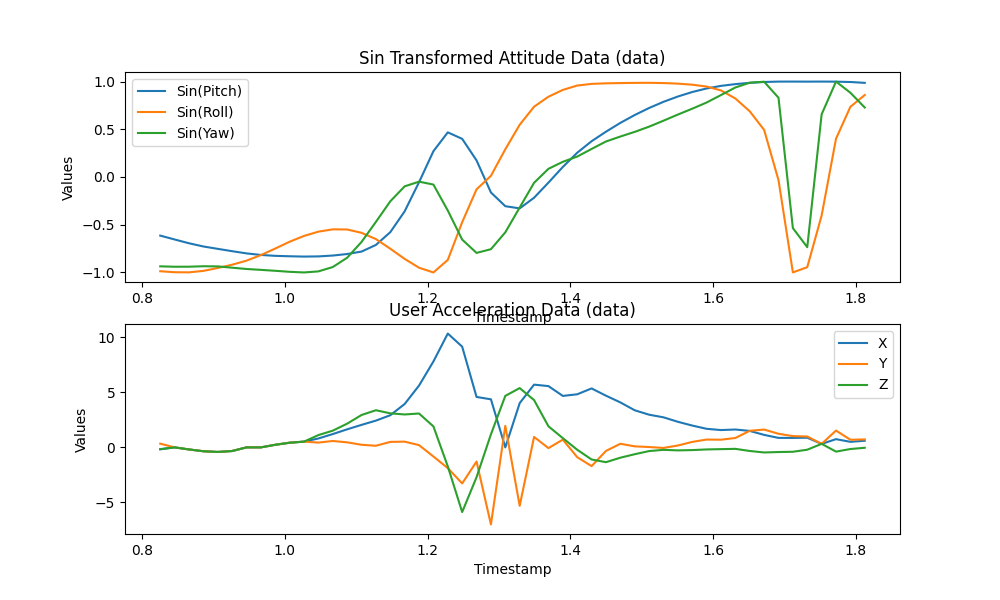 Sin Transformed Attitude Data (data)
Values
1.0
0.5
0.0
−0.5
−1.0
Sin(Pitch)
Sin(Roll)
Sin(Yaw)
0.8 1.0 1.2 1.4 1.6 1.8
Timestamp
User Acceleration Data (data)
Values
10
5
0
−5
X
Y
Z
0.8 1.0 1.2 1.4 1.6 1.8
Timestamp